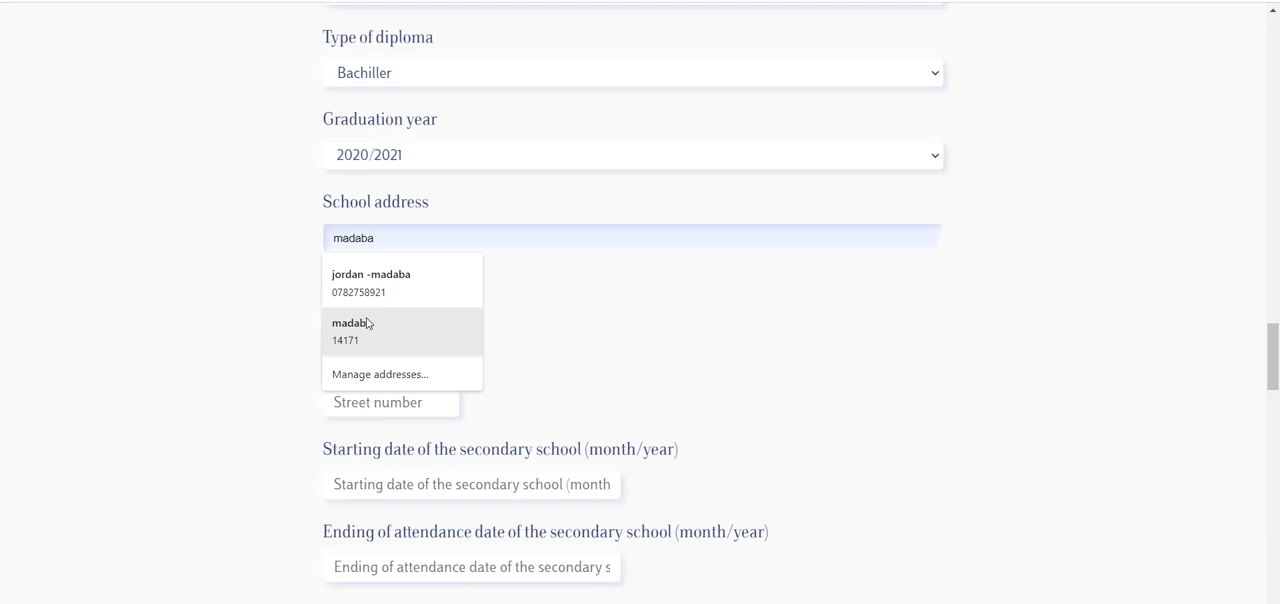 Type of diploma
Bachiller
Graduation year
2020/2021
School address
madaba
jordan -madaba
0782758921
madaba
14171
Manage addresses...
Street number
Starting date of the secondary school (month/year)
Starting date of the secondary school (month
Ending of attendance date of the secondary school (month/year)
Ending of attendance date of the secondary s